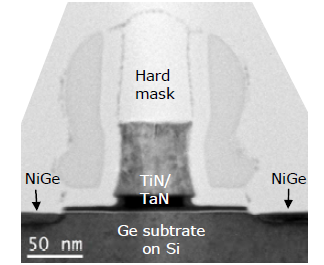 Hard
mask
NiGe
TiN/
TaN
NiGe
Ge subtrate
on Si
50 nm